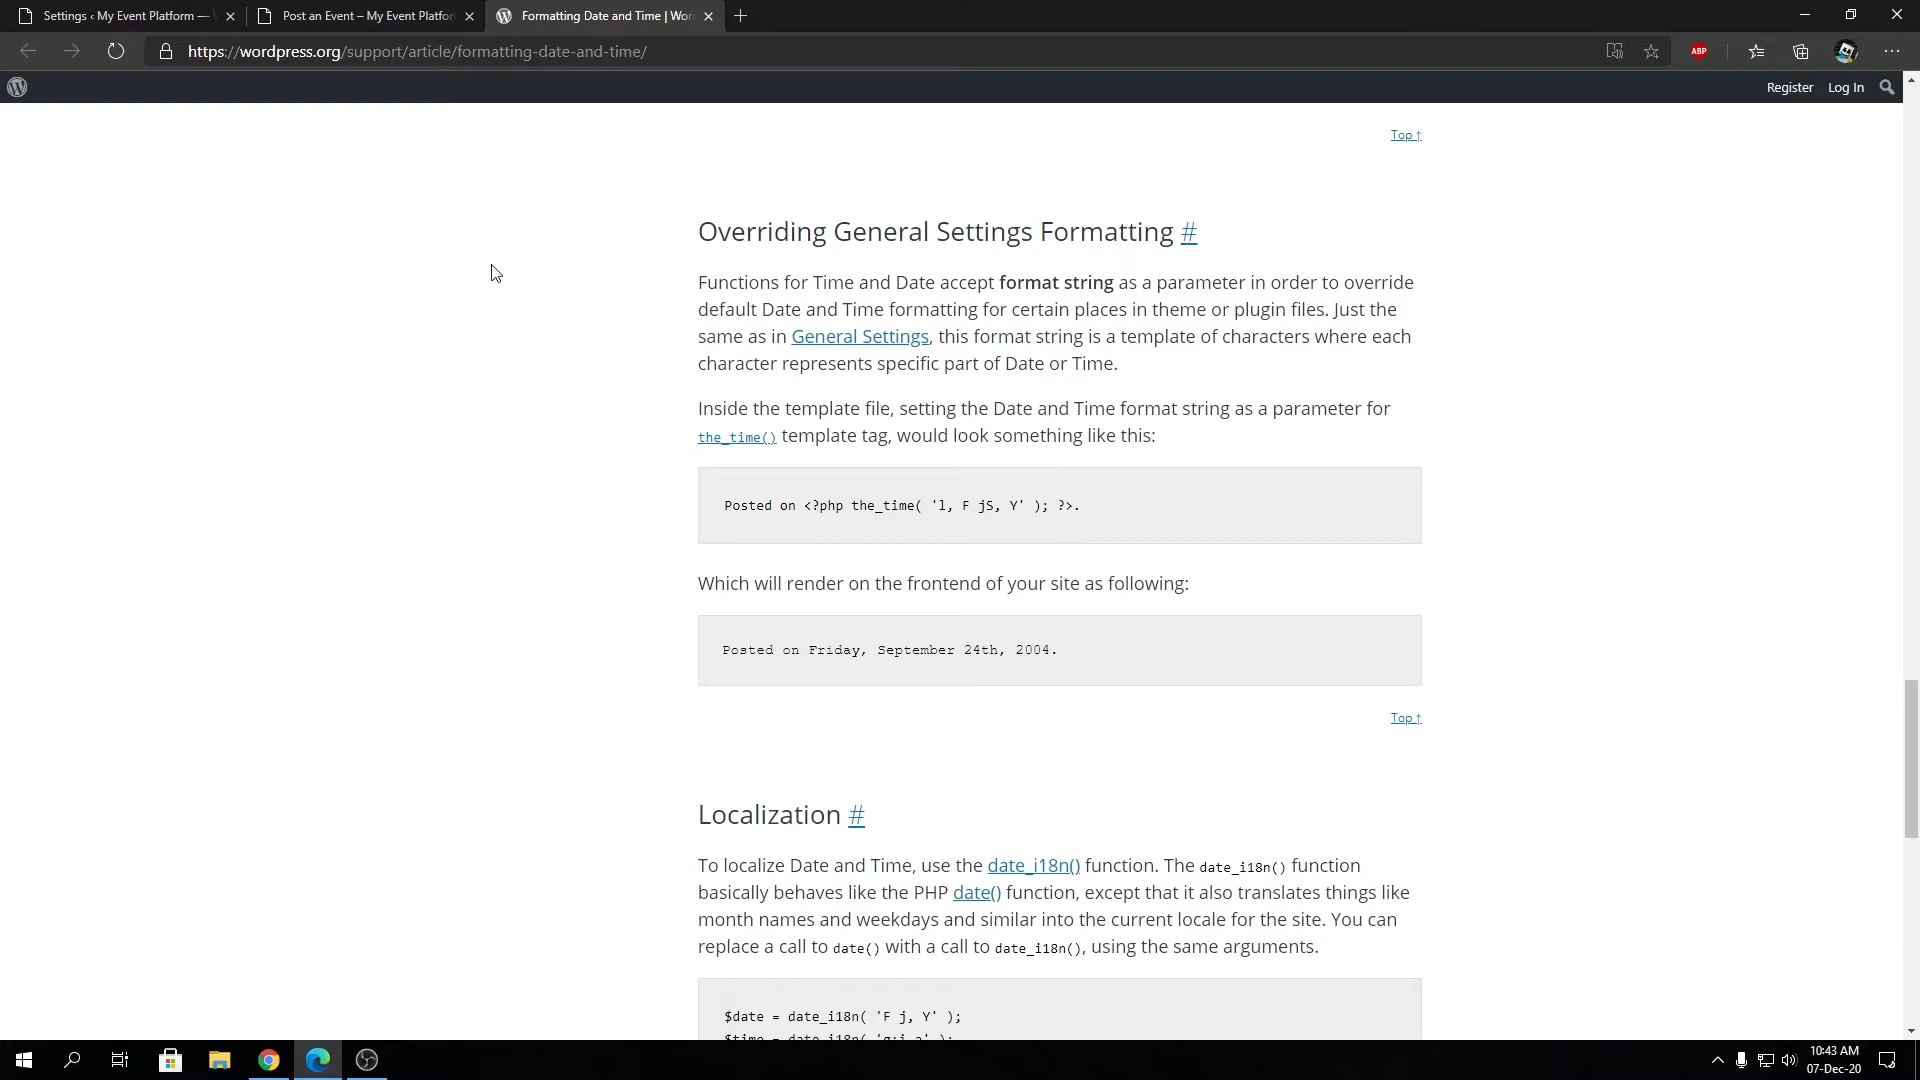 Settings ‹ My Event Platform —
Post an Event – My Event Platfor
Formatting Date and Time | Wor
https://wordpress.org/support/article/formatting-date-and-time/
ABP
Register
Log In
Top ↑
Overriding General Settings Formatting #
Functions for Time and Date accept format string as a parameter in order to override
default Date and Time formatting for certain places in theme or plugin files. Just the
same as in General Settings, this format string is a template of characters where each
character represents specific part of Date or Time.
Inside the template file, setting the Date and Time format string as a parameter for
the_time() template tag, would look something like this:
Posted on <?php the_time( 'l, F jS, Y' ); ?>.
Which will render on the frontend of your site as following:
Posted on Friday, September 24th, 2004.
Top ↑
Localization #
To localize Date and Time, use the date_i18n() function. The date_i18n() function
basically behaves like the PHP date() function, except that it also translates things like
month names and weekdays and similar into the current locale for the site. You can
replace a call to date() with a call to date_i18n(), using the same arguments.
$date = date_i18n( 'F j, Y' );
$time = date_i18n( 'g:i a' );
10:43 AM
07-Dec-20